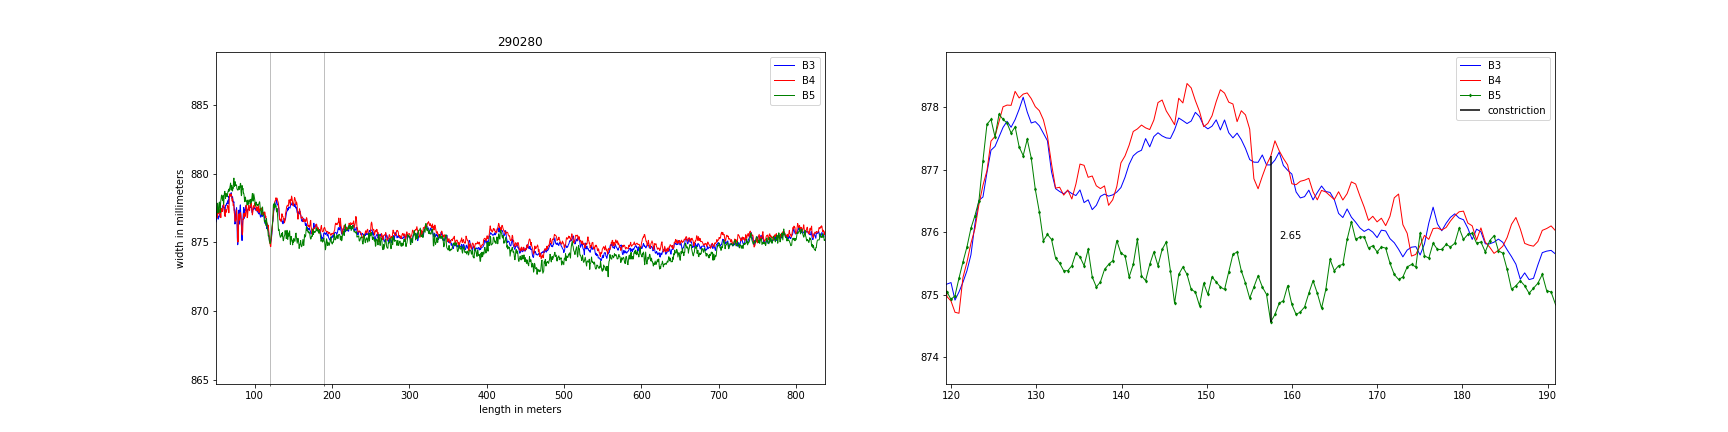 290280
width in millimeters
885
880
875
870
865
100 200 300 400 500 600 700 800
length in meters
B3
B4
B5
878
877
876
875
874
120 130 140 150 160 170 180 190
2.65
B3
B4
B5
constriction